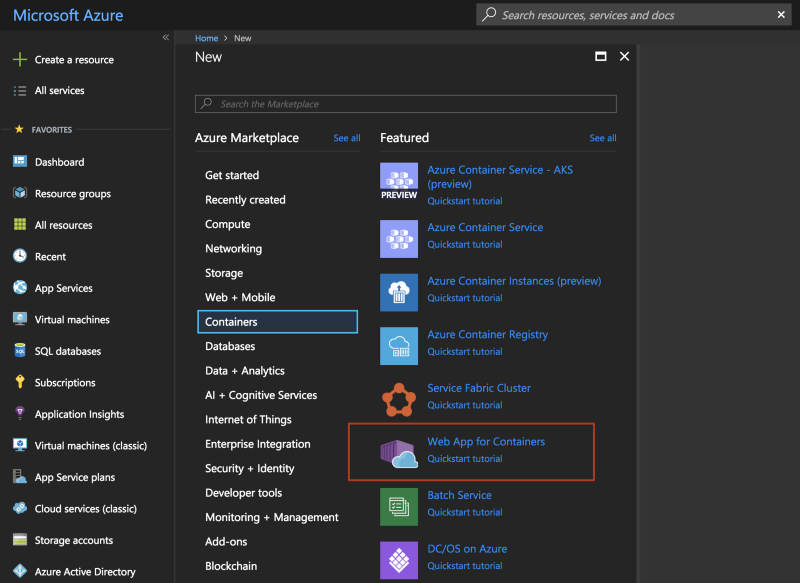 Microsoft Azure
Search resources, services and docs
Create a resource
All services
FAVORITES
Dashboard
Resource groups
All resources
Recent
App Services
Virtual machines
SQL databases
Subscriptions
Application Insights
Virtual machines (classic)
App Service plans
Cloud services (classic)
Storage accounts
Azure Active Directory
Home > New
New
Search the Marketplace
Azure Marketplace
See all
Get started
Recently created
Compute
Networking
Storage
Web + Mobile
Containers
Databases
Data + Analytics
AI + Cognitive Services
Internet of Things
Enterprise Integration
Security + Identity
Developer tools
Monitoring + Management
Add-ons
Blockchain
Featured
See all
PREVIEW
Azure Container Service - AKS
(preview)
Quickstart tutorial
Azure Container Service
Quickstart tutorial
Azure Container Instances (preview)
Quickstart tutorial
Azure Container Registry
Quickstart tutorial
Service Fabric Cluster
Quickstart tutorial
Web App for Containers
Quickstart tutorial
Batch Service
Quickstart tutorial
DC/OS on Azure
Quickstart tutorial